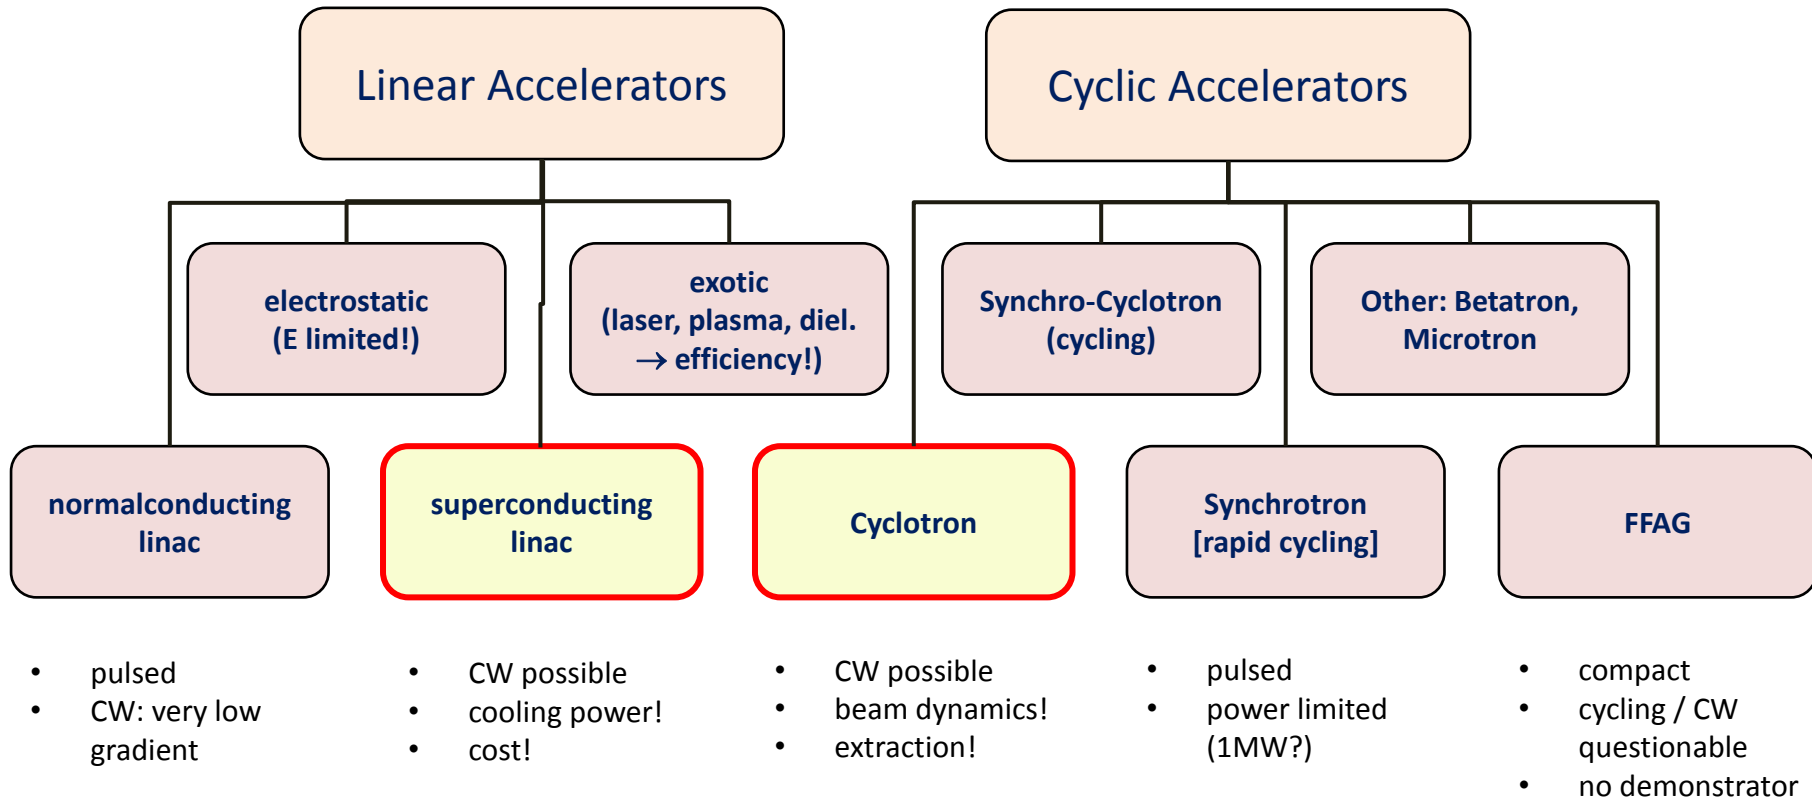 Linear Accelerators
Cyclic Accelerators
electrostatic
(E limited!)
exotic
(laser, plasma, diel.
→ efficiency!)
Synchro-Cyclotron
(cycling)
Other: Betatron,
Microtron
normalconducting
linac
superconducting
linac
Cyclotron
Synchrotron
[rapid cycling]
FFAG
• pulsed
• CW: very low
gradient
• CW possible
• cooling power!
• cost!
• CW possible
• beam dynamics!
• extraction!
• pulsed
• power limited
(1MW?)
• compact
• cycling / CW
questionable
• no demonstrator